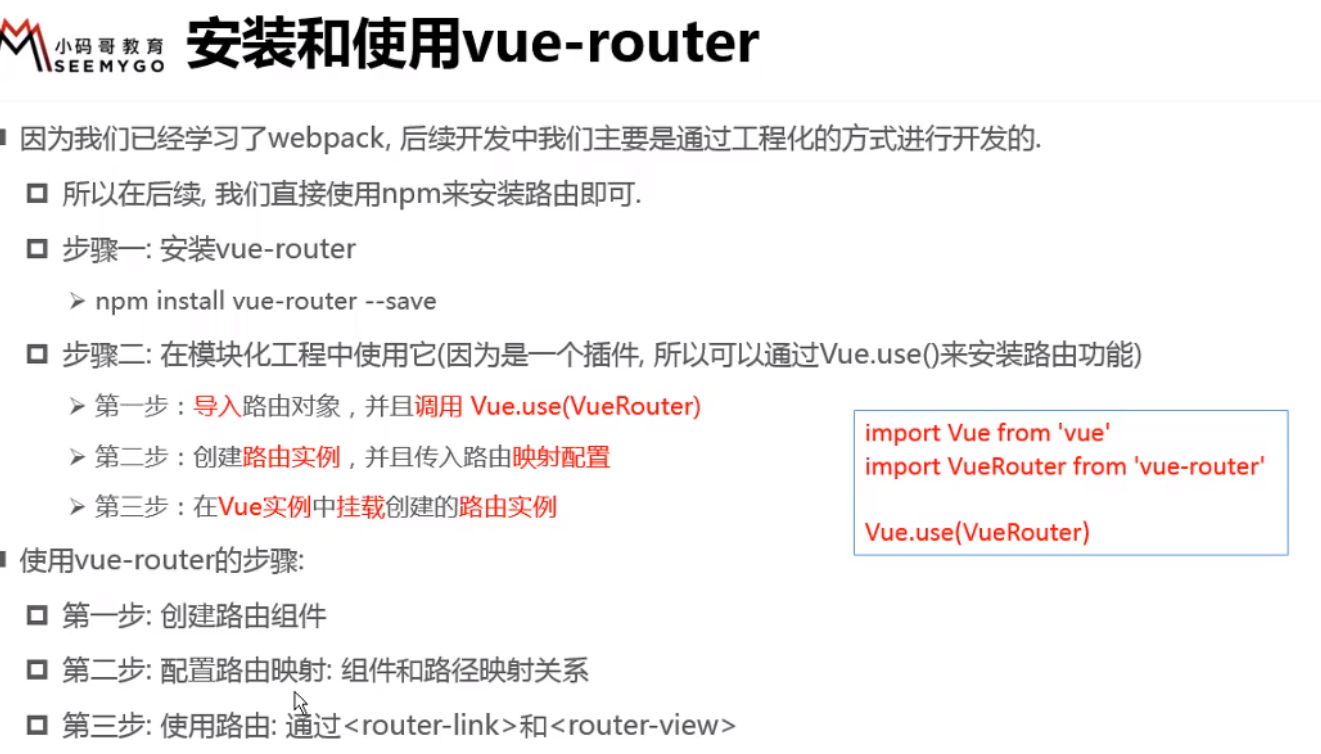 小码哥教育
SEEMYGO
安装和使用vue-router
因为我们已经学习了webpack, 后续开发中我们主要是通过工程化的方式进行开发的.
所以在后续, 我们直接使用npm来安装路由即可.
步骤一: 安装vue-router
npm install vue-router --save
步骤二: 在模块化工程中使用它(因为是一个插件, 所以可以通过Vue.use()来安装路由功能)
第一步：导入路由对象，并且调用 Vue.use(VueRouter)
第二步：创建路由实例，并且传入路由映射配置
第三步：在Vue实例中挂载创建的路由实例
import Vue from 'vue'
import VueRouter from 'vue-router'
Vue.use(VueRouter)
使用vue-router的步骤:
第一步: 创建路由组件
第二步: 配置路由映射: 组件和路径映射关系
第三步: 使用路由: 通过<router-link>和<router-view>